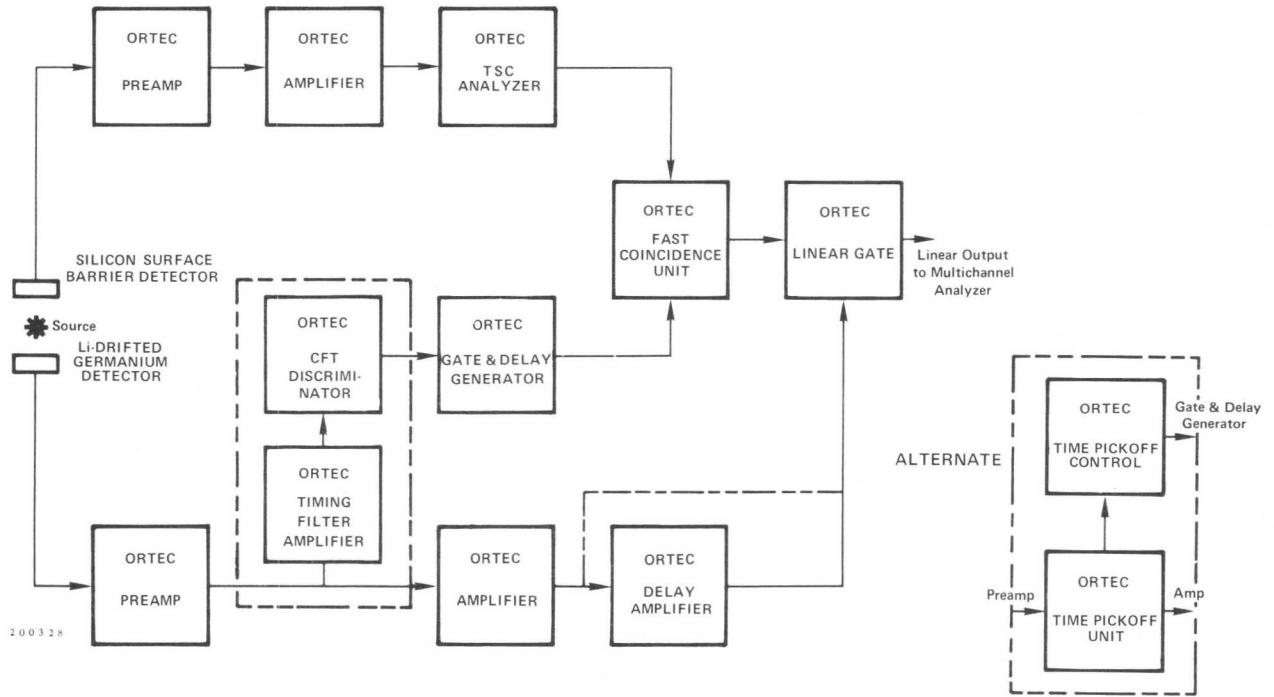 ORTEC
PREAMP
ORTEC
AMPLIFIER
ORTEC
TSC
ANALYZER
SILICON SURFACE
BARRIER DETECTOR
Source
Li-DRIFTED
GERMANIUM
DETECTOR
ORTEC
CFT
DISCRIMI-
NATOR
ORTEC
GATE & DELAY
GENERATOR
ORTEC
FAST
COINCIDENCE
UNIT
ORTEC
LINEAR GATE
Linear Output
to Multichannel
Analyzer
ORTEC
TIMING
FILTER
AMPLIFIER
ORTEC
PREAMP
ORTEC
AMPLIFIER
ORTEC
DELAY
AMPLIFIER
ALTERNATE
ORTEC
TIME PICKOFF
CONTROL
Gate & Delay
Generator
Preamp
ORTEC
TIME PICKOFF
UNIT
Amp
200328